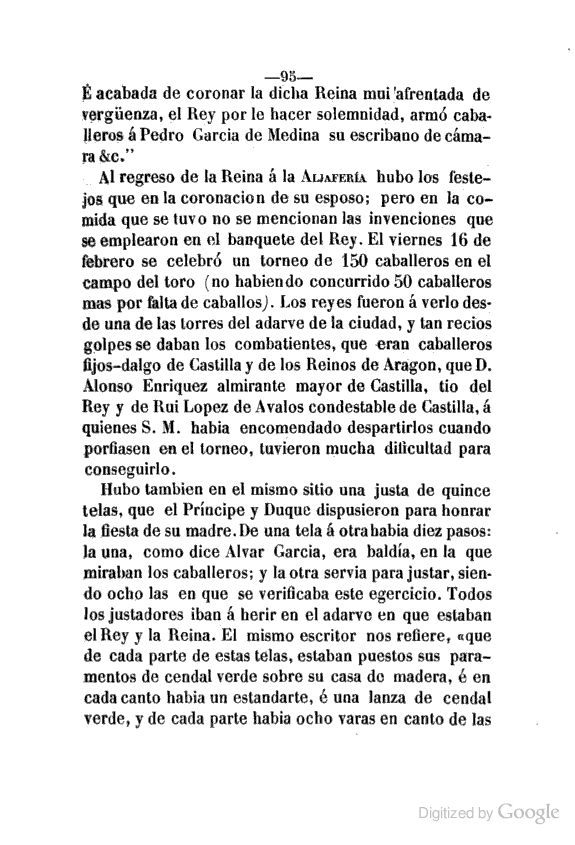 —95—
É acabada de coronar la dicha Reina mui 'afrentada de
vergüenza, el Rey por le hacer solemnidad, armó caba-
lleros á Pedro Garcia de Medina su escribano de cáma-
ra &c."
Al regreso de la Reina á la ALJAFERÍA hubo los feste-
jos que en la coronacion de su esposo; pero en la co-
mida que se tuvo no se mencionan las invenciones que
se emplearon en el banquete del Rey. El viernes 16 de
febrero se celebró un torneo de 150 caballeros en el
campo del toro (no habiendo concurrido 50 caballeros
mas por falta de caballos). Los reyes fueron á verlo des-
de una de las torres del adarve de la ciudad, y tan recios
golpes se daban los combatientes, que eran caballeros
fijos-dalgo de Castilla y de los Reinos de Aragon, que D.
Alonso Enriquez almirante mayor de Castilla, tio del
Rey y de Rui Lopez de Avalos condestable de Castilla, á
quienes S. M. habia encomendado despartirlos cuando
porfiasen en el torneo, tuvieron mucha dificultad para
conseguirlo.
Hubo tambien en el mismo sitio una justa de quince
telas, que el Príncipe y Duque dispusieron para honrar
la fiesta de su madre. De una tela á otra habia diez pasos:
la una, como dice Alvar Garcia, era baldía, en la que
miraban los caballeros; y la otra servia para justar, sien-
do ocho las en que se verificaba este egercicio. Todos
los justadores iban á herir en el adarve en que estaban
el Rey y la Reina. El mismo escritor nos refiere, «que
de cada parte de estas telas, estaban puestos sus para-
mentos de cendal verde sobre su casa de madera, é en
cada canto habia un estandarte, é una lanza de cendal
verde, y de cada parte habia ocho varas en canto de las
Digitized by Google